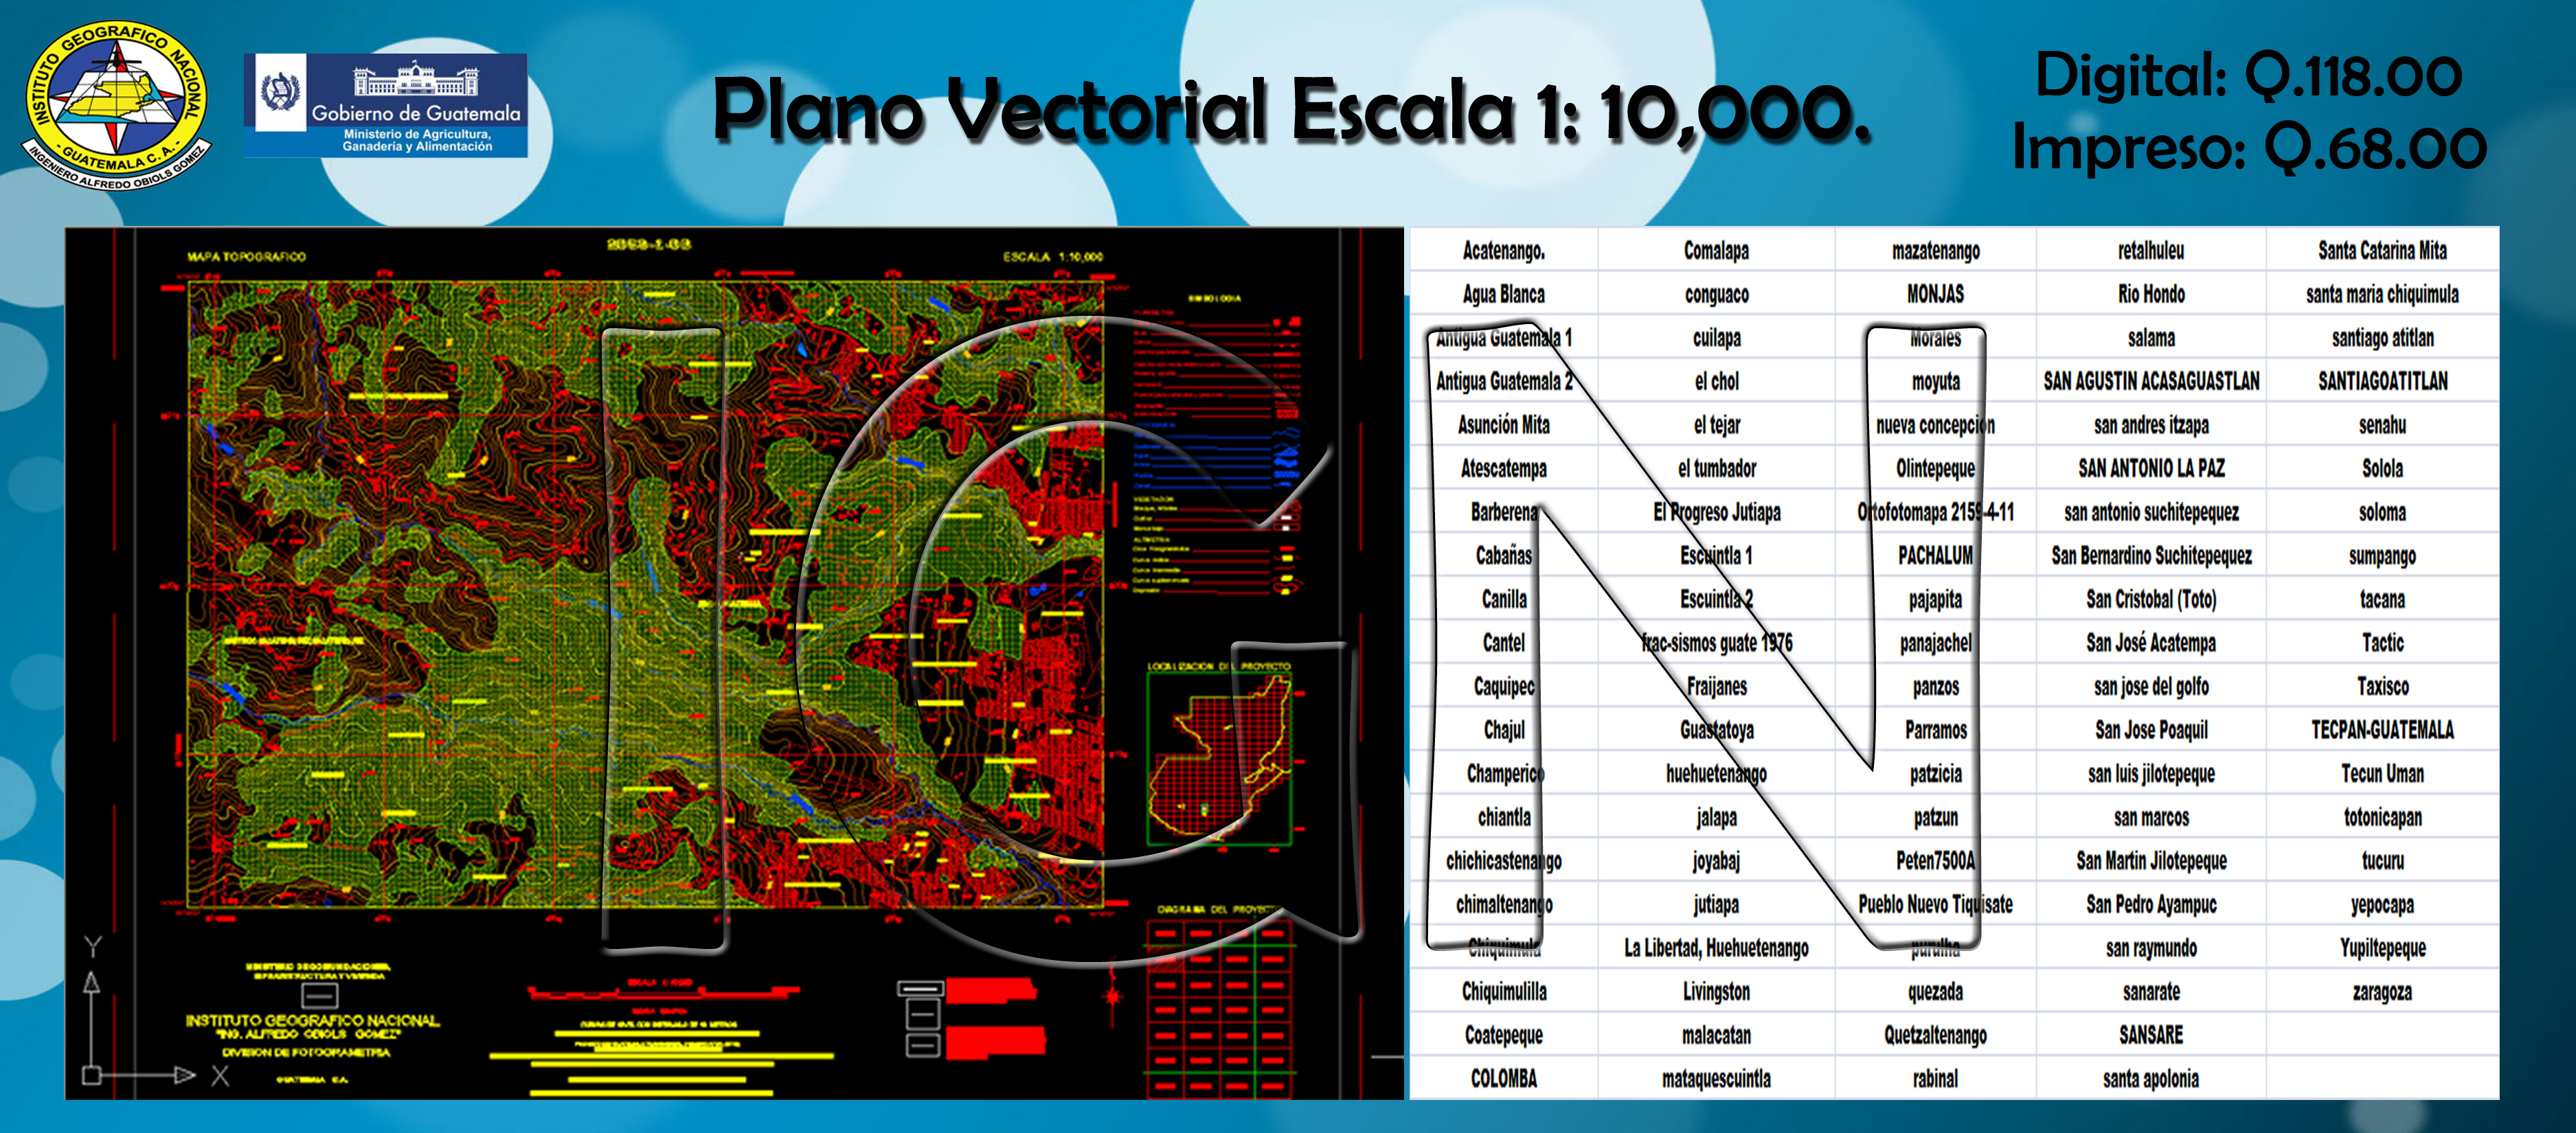 INSTITUTO GEOGRAFICO NACIONAL
- GUATEMALA C. A. -
INGENIERO ALFREDO OBIOLS GOMEZ
Gobierno de Guatemala
Ministerio de Agricultura,
Ganadería y Alimentación
Plano Vectorial Escala 1: 10,000.
Digital: Q.118.00
Impreso: Q.68.00
MAPA TOPOGRAFICO
ESCALA 1:10,000
SIMBOLOGIA
LOCALIZACION DEL PROYECTO
DIAGRAMA DEL PROYECTO
INSTITUTO GEOGRAFICO NACIONAL
"ING. ALFREDO OBIOLS GOMEZ"
DIVISION DE FOTOGRAMETRIA
GUATEMALA C.A.
Y
X
IGN
Acatenango. Comalapa mazatenango retalhuleu Santa Catarina Mita
Agua Blanca conguaco MONJAS Rio Hondo santa maria chiquimula
Antigua Guatemala 1 cuilapa Morales salama santiago atitlan
Antigua Guatemala 2 el chol moyuta SAN AGUSTIN ACASAGUASTLAN SANTIAGOATITLAN
Asunción Mita el tejar nueva concepcion san andres itzapa senahu
Atescatempa el tumbador Olintepeque SAN ANTONIO LA PAZ Solola
Barberena El Progreso Jutiapa Ortofotomapa 2159-4-11 san antonio suchitepequez soloma
Cabañas Escuintla 1 PACHALUM San Bernardino Suchitepequez sumpango
Canilla Escuintla 2 pajapita San Cristobal (Toto) tacana
Cantel frac-sismos guate 1976 panajachel San José Acatempa Tactic
Caquipec Fraijanes panzos san jose del golfo Taxisco
Chajul Guastatoya Parramos San Jose Poaquil TECPAN-GUATEMALA
Champerico huehuetenango patzicia san luis jilotepeque Tecun Uman
chiantla jalapa patzun san marcos totonicapan
chichicastenango joyabaj Peten7500A San Martin Jilotepeque tucuru
chimaltenango jutiapa Pueblo Nuevo Tiquisate San Pedro Ayampuc yepocapa
Chiquimula La Libertad, Huehuetenango purulha san raymundo Yupiltepeque
Chiquimulilla Livingston quezada sanarate zaragoza
Coatepeque malacatan Quetzaltenango SANSARE
COLOMBA mataquescuintla rabinal santa apolonia